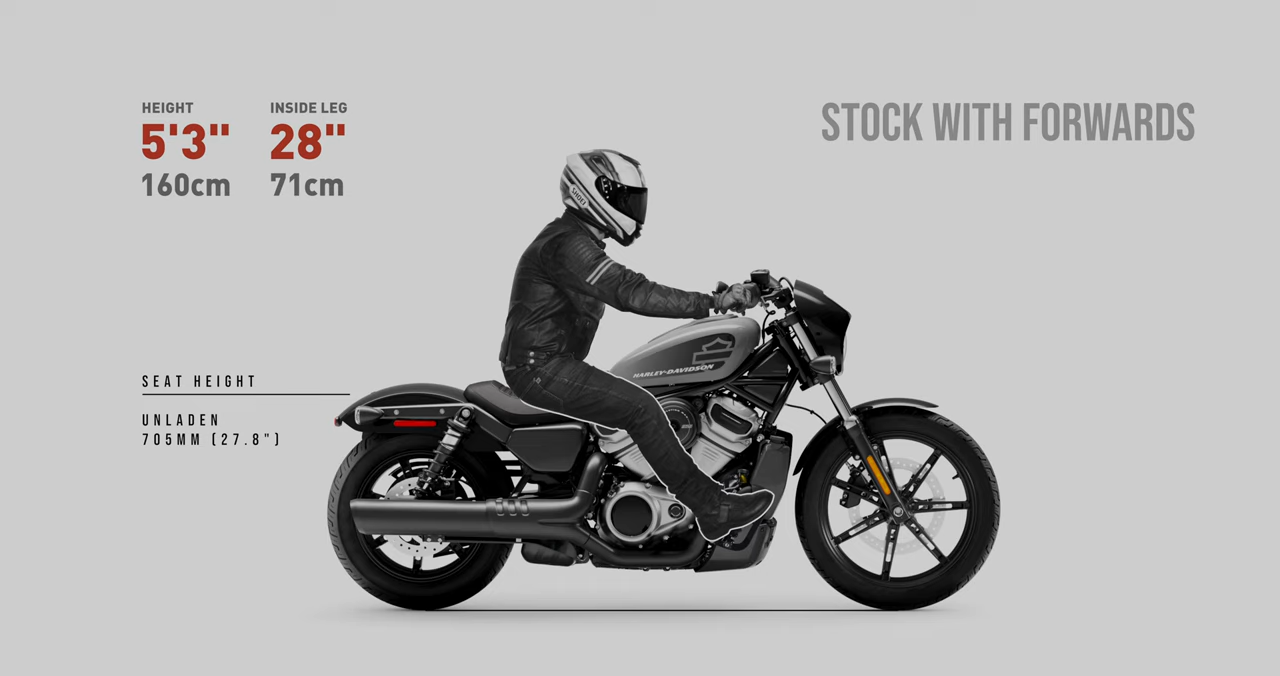 HEIGHT
5'3"
160cm
INSIDE LEG
28"
71cm
STOCK WITH FORWARDS
SHOEI
HARLEY-DAVIDSON
SEAT HEIGHT
UNLADEN
705MM (27.8")